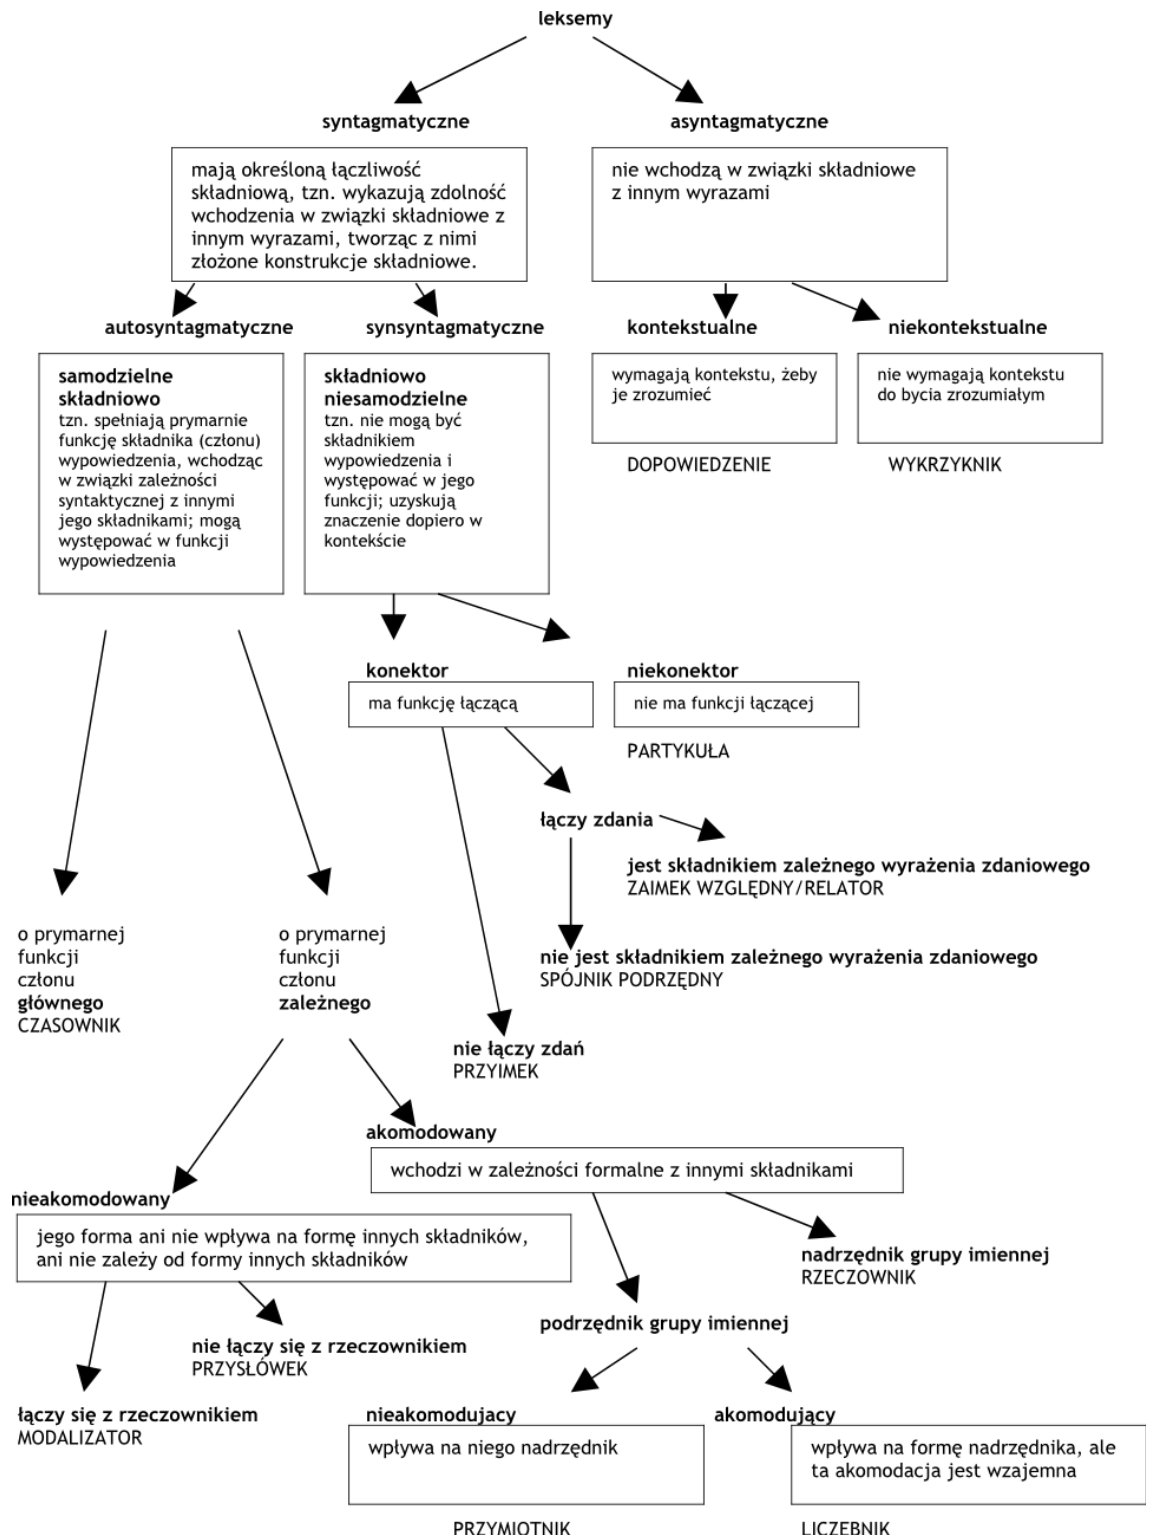 leksemy
syntagmatyczne
asyntagmatyczne
mają określoną łączliwość
składniową, tzn. wykazują zdolność
wchodzenia w związki składniowe z
innym wyrazami, tworząc z nimi
złożone konstrukcje składniowe.
nie wchodzą w związki składniowe
z innym wyrazami
autosyntagmatyczne
synsyntagmatyczne
kontekstualne
niekontekstualne
samodzielne
składniowo
tzn. spełniają prymarnie
funkcję składnika (członu)
wypowiedzenia, wchodząc
w związki zależności
syntaktycznej z innymi
jego składnikami; mogą
występować w funkcji
wypowiedzenia
składniowo
niesamodzielne
tzn. nie mogą być
składnikiem
wypowiedzenia i
występować w jego
funkcji; uzyskują
znaczenie dopiero w
kontekście
wymagają kontekstu, żeby
je zrozumieć
nie wymagają kontekstu
do bycia zrozumiałym
DOPOWIEDZENIE
WYKRZYKNIK
konektor
niekonektor
ma funkcję łączącą
nie ma funkcji łączącej
PARTYKUŁA
łączy zdania
jest składnikiem zależnego wyrażenia zdaniowego
ZAIMEK WZGLĘDNY/RELATOR
nie jest składnikiem zależnego wyrażenia zdaniowego
SPÓJNIK PODRZĘDNY
o prymarnej
funkcji
członu
głównego
CZASOWNIK
o prymarnej
funkcji
członu
zależnego
nie łączy zdań
PRZYIMEK
akomodowany
wchodzi w zależności formalne z innymi składnikami
nieakomodowany
jego forma ani nie wpływa na formę innych składników,
ani nie zależy od formy innych składników
nadrzędnik grupy imiennej
RZECZOWNIK
podrzędnik grupy imiennej
nie łączy się z rzeczownikiem
PRZYSŁÓWEK
łączy się z rzeczownikiem
MODALIZATOR
nieakomodujacy
akomodujący
wpływa na niego nadrzędnik
wpływa na formę nadrzędnika, ale
ta akomodacja jest wzajemna
PRZYMIOTNIK
LICZEBNIK